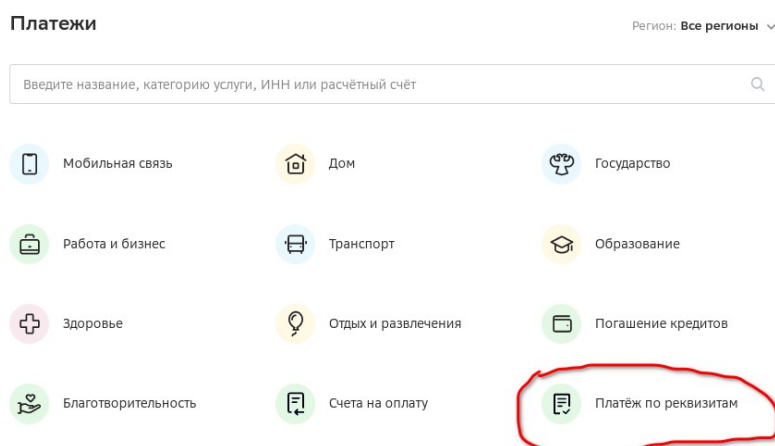 Платежи
Регион: Все регионы
Введите название, категорию услуги, ИНН или расчётный счёт
Мобильная связь
Дом
Государство
Работа и бизнес
Транспорт
Образование
Здоровье
Отдых и развлечения
Погашение кредитов
Благотворительность
Счета на оплату
Платёж по реквизитам